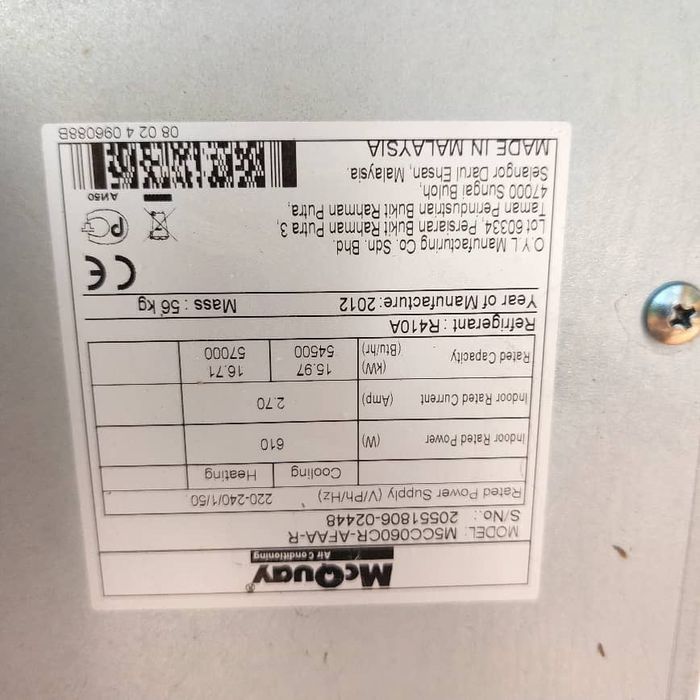 McQuay®
Air Conditioning
MODEL: M5CC060CR-AFAA-R
S/No.: 20551806-02448
Rated Power Supply (V/Ph/Hz) 220-240/1/50
Cooling Heating
Indoor Rated Power (W) 610
Indoor Rated Current (Amp) 2.70
Rated Capacity (kW) 15.97 16.71
(Btu/hr) 54500 57000
Refrigerant : R410A
Year of Manufacture: 2012 Mass : 56 kg
CE
O.Y.L. Manufacturing Co. Sdn. Bhd.
Lot 60334, Persiaran Bukit Rahman Putra 3,
Taman Perindustrian Bukit Rahman Putra,
47000 Sungai Buloh,
Selangor Darul Ehsan, Malaysia.
MADE IN MALAYSIA
РС
АИ50
08 02 4 096088B